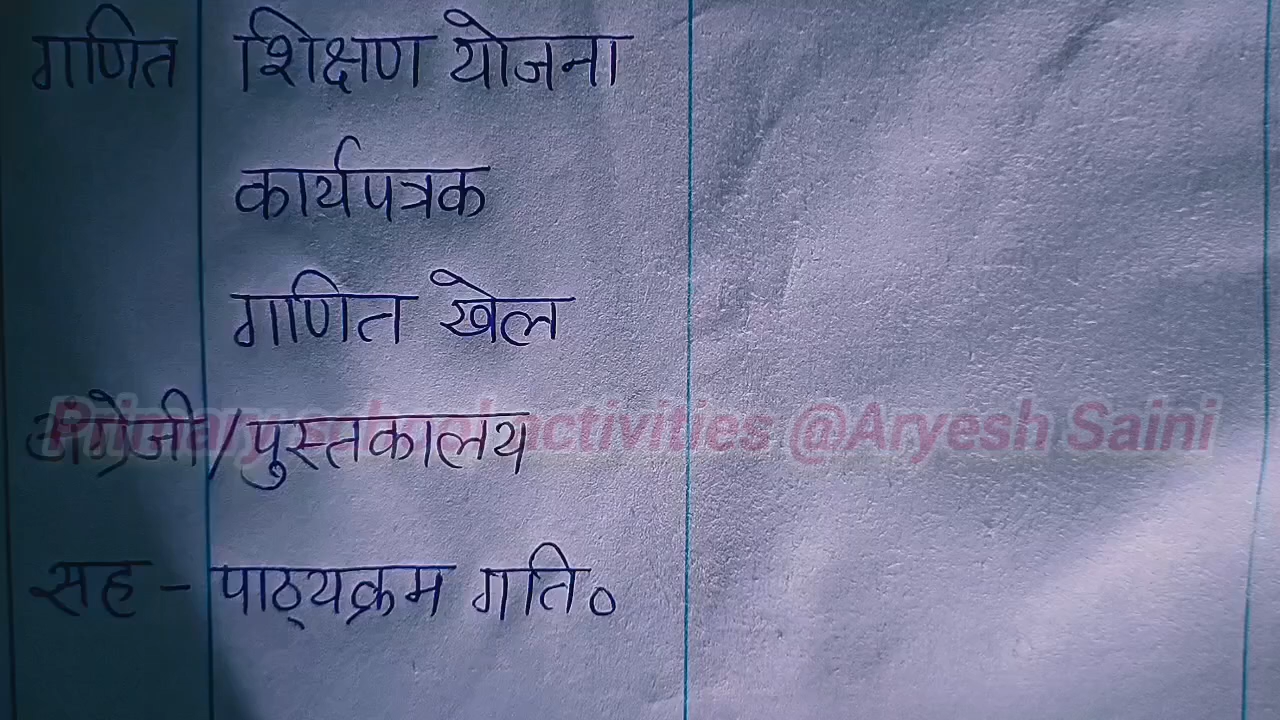 गणित शिक्षण योजना
कार्यपत्रक
गणित खेल
अंग्रेजी/पुस्तकालय
Primary school activities @Aryesh Saini
सह - पाठ्यक्रम गति०